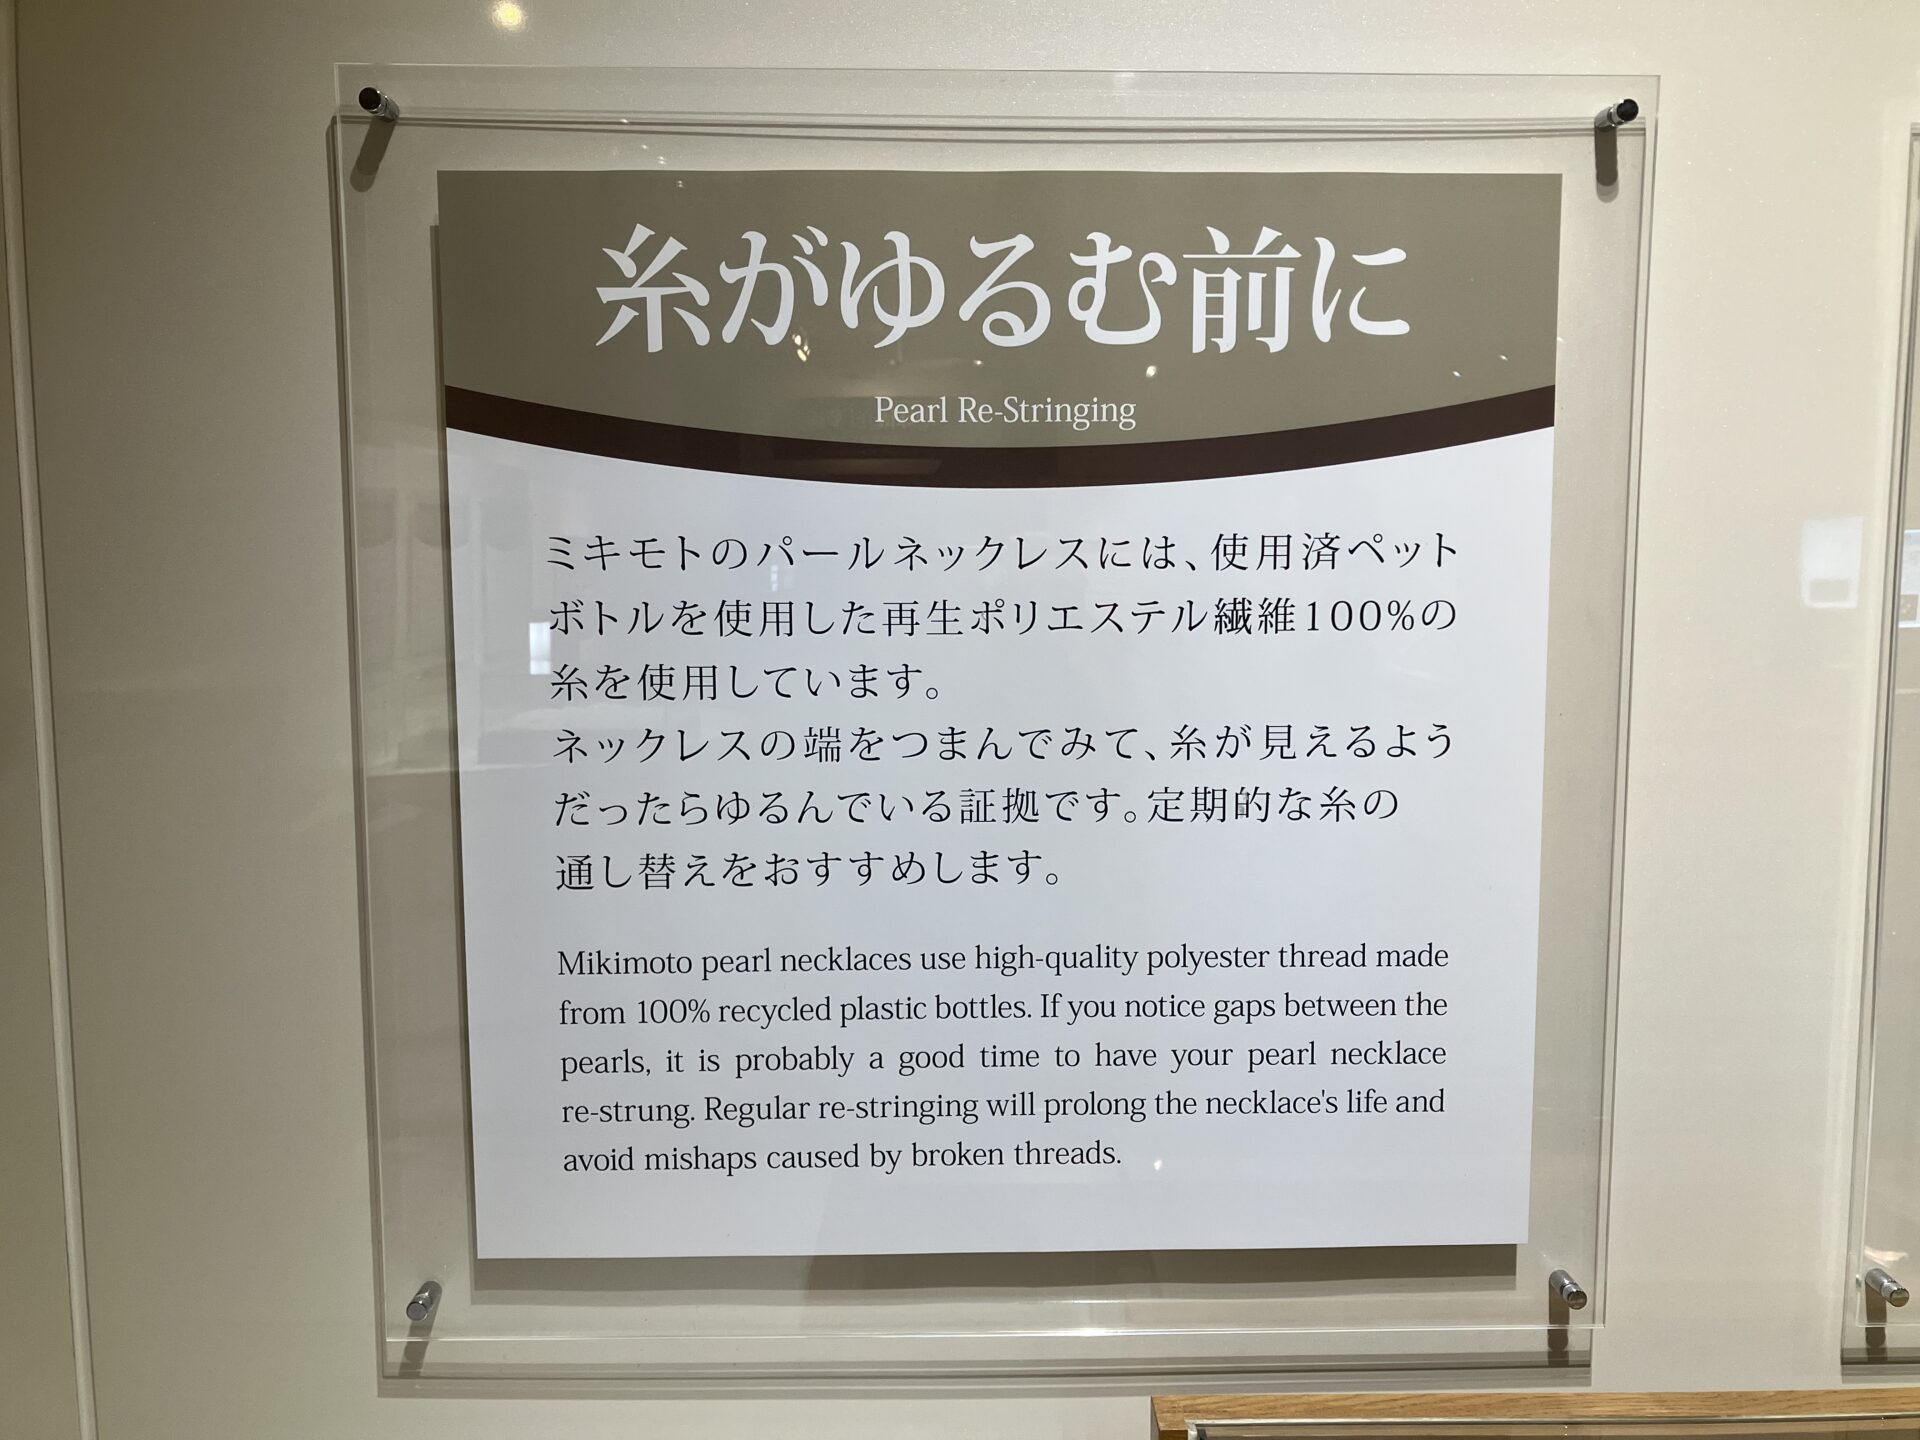 糸がゆるむ前に
Pearl Re-Stringing
ミキモトのパールネックレスには、使用済ペット
ボトルを使用した再生ポリエステル繊維100%の
糸を使用しています。
ネックレスの端をつまんでみて、糸が見えるよう
だったらゆるんでいる証拠です。定期的な糸の
通し替えをおすすめします。
Mikimoto pearl necklaces use high-quality polyester thread made
from 100% recycled plastic bottles. If you notice gaps between the
pearls, it is probably a good time to have your pearl necklace
re-strung. Regular re-stringing will prolong the necklace's life and
avoid mishaps caused by broken threads.